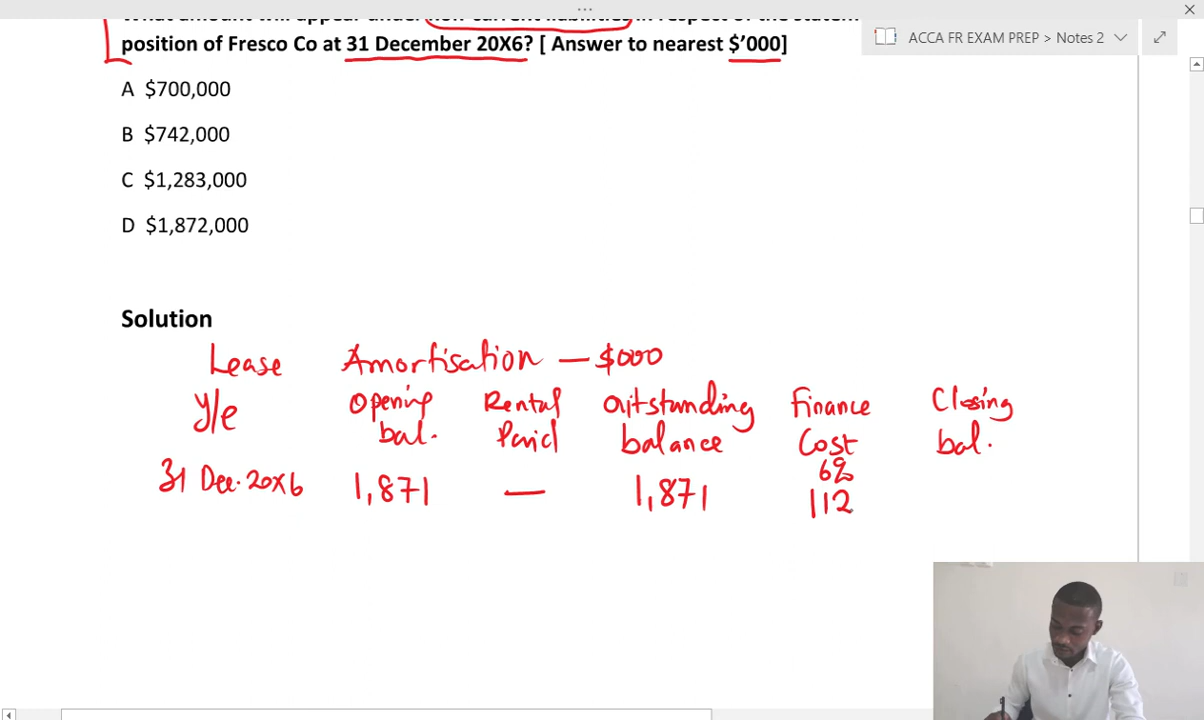 position of Fresco Co at 31 December 20X6? [ Answer to nearest $'000]
ACCA FR EXAM PREP > Notes 2
A $700,000
B $742,000
C $1,283,000
D $1,872,000
Solution
Lease Amortisation — $000
Y/e Opening bal. Rental Paid Outstanding balance Finance Cost 6% Closing bal.
31 Dec. 20X6 1,871 — 1,871 112